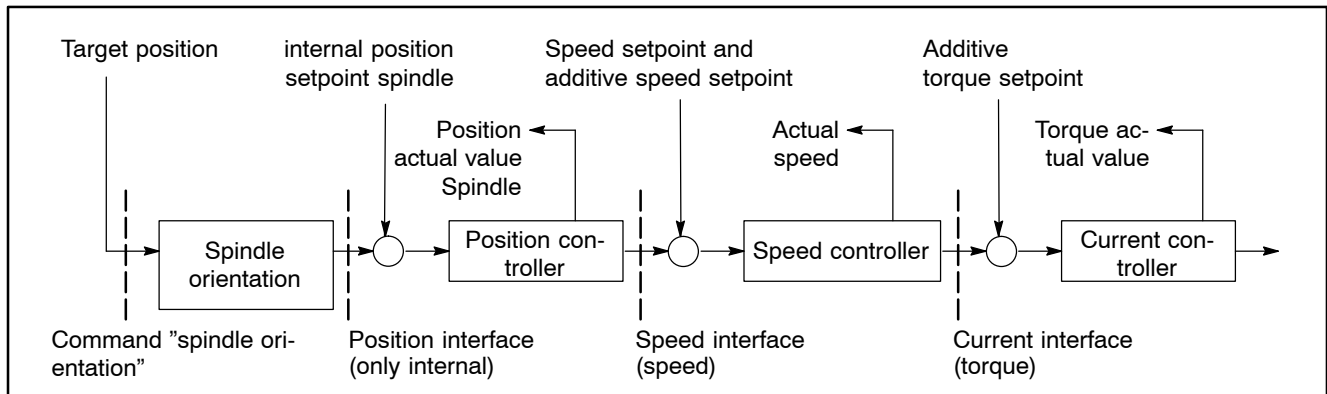 Target position
internal position
setpoint spindle
Speed setpoint and
additive speed setpoint
Additive
torque setpoint
Position
actual value
Spindle
Actual
speed
Torque ac-
tual value
Spindle
orientation
Position con-
troller
Speed controller
Current con-
troller
Command ”spindle ori-
entation”
Position interface
(only internal)
Speed interface
(speed)
Current interface
(torque)